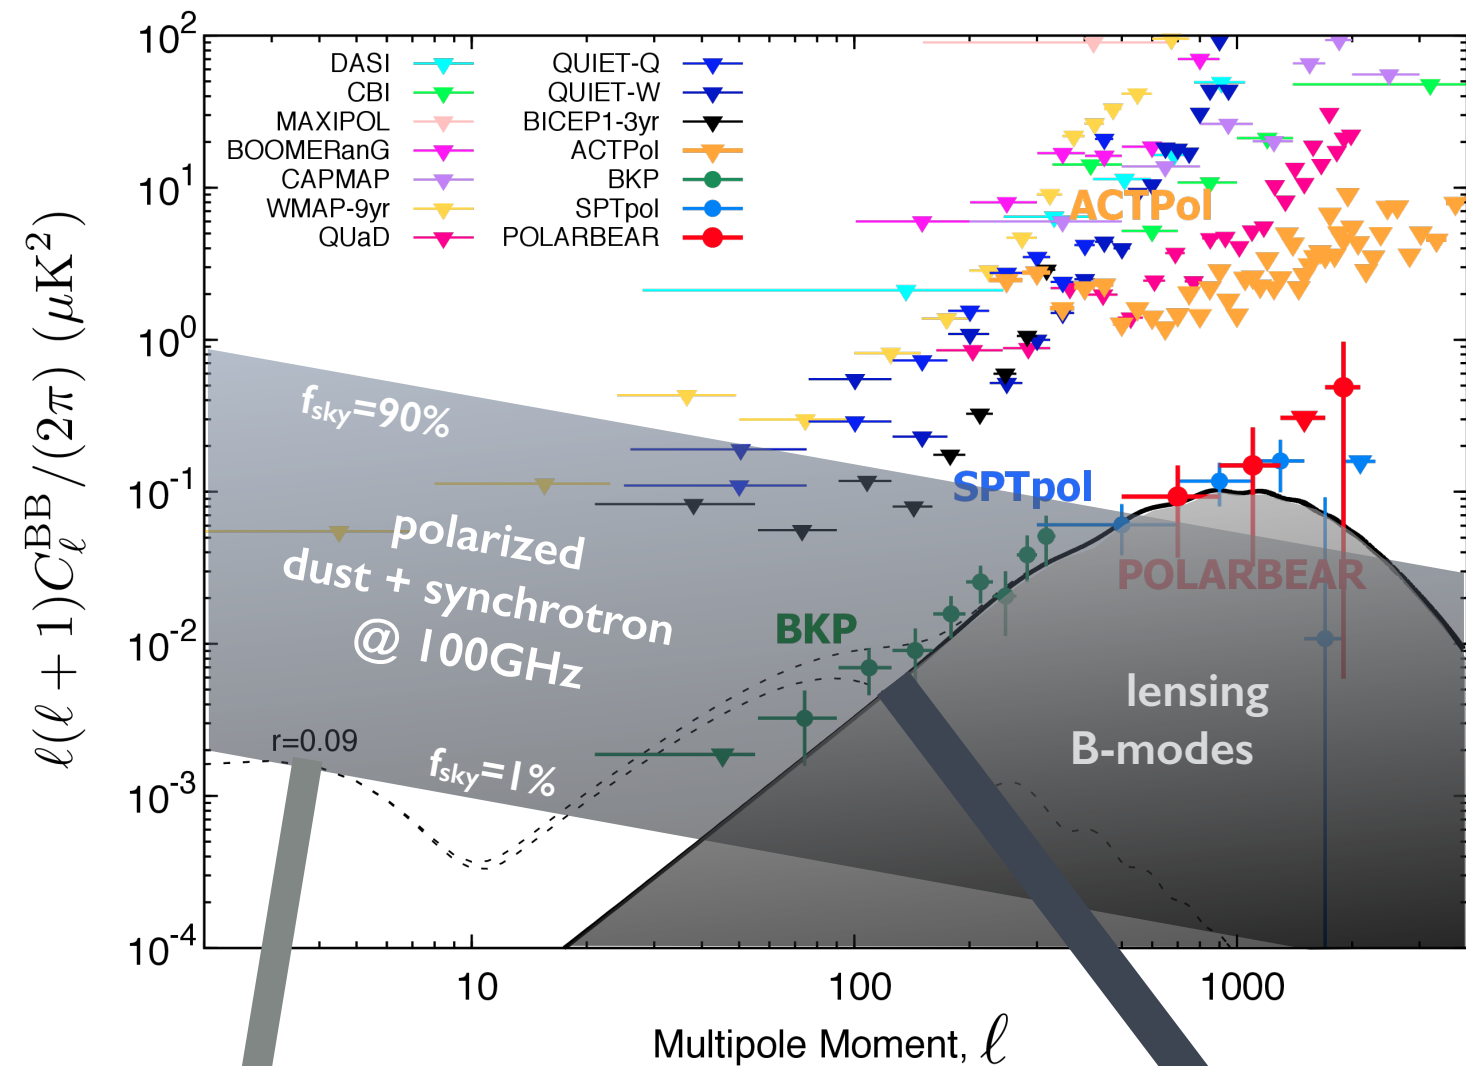 10²
10¹
10⁰
10⁻¹
10⁻²
10⁻³
10⁻⁴
ℓ(ℓ + 1)C_ℓ^BB/(2π) (μK²)
DASI
CBI
MAXIPOL
BOOMERanG
CAPMAP
WMAP-9yr
QUaD
QUIET-Q
QUIET-W
BICEP1-3yr
ACTPol
BKP
SPTpol
POLARBEAR
ACTPol
f_sky=90%
SPTpol
polarized
dust + synchrotron
@ 100GHz
POLARBEAR
BKP
lensing
B-modes
r=0.09
f_sky=1%
10
100
1000
Multipole Moment, ℓ